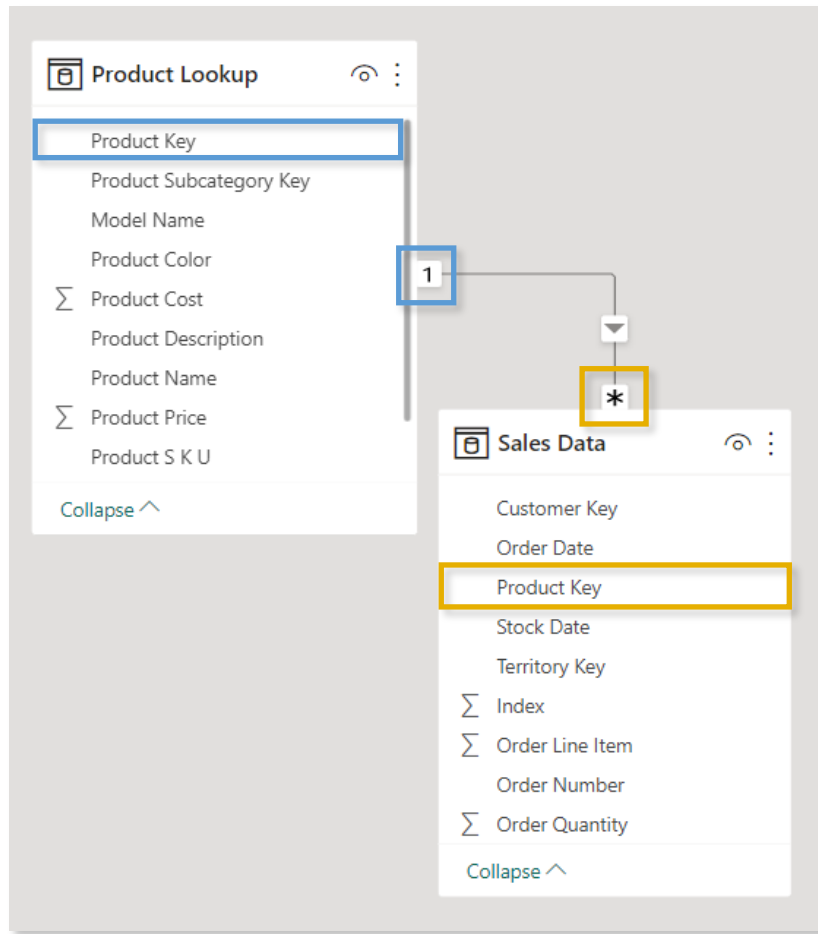 Product Lookup
Product Key
Product Subcategory Key
Model Name
Product Color
∑ Product Cost
Product Description
Product Name
∑ Product Price
Product S K U
Collapse
1
*
Sales Data
Customer Key
Order Date
Product Key
Stock Date
Territory Key
∑ Index
∑ Order Line Item
Order Number
∑ Order Quantity
Collapse